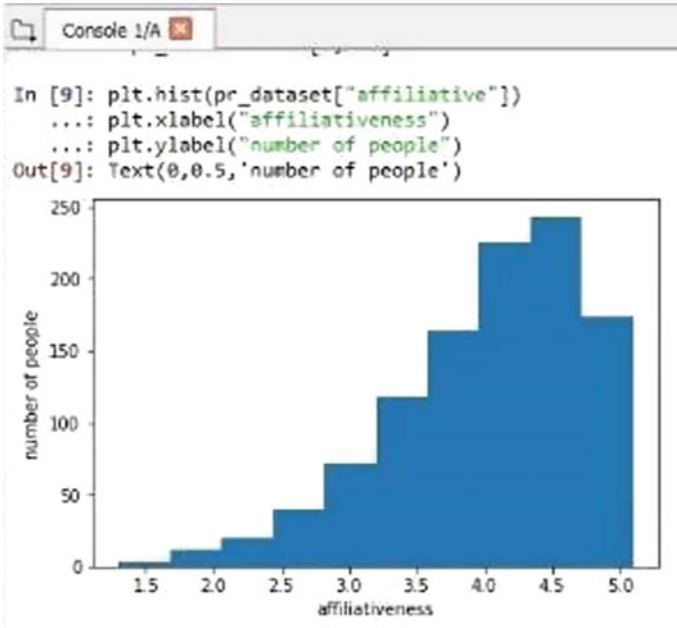 Console 1/A
In [9]: plt.hist(pr_dataset["affiliative"])
...: plt.xlabel("affiliativeness")
...: plt.ylabel("number of people")
Out[9]: Text(0,0.5,'number of people')
250
200
150
100
50
0
number of people
1.5 2.0 2.5 3.0 3.5 4.0 4.5 5.0
affiliativeness